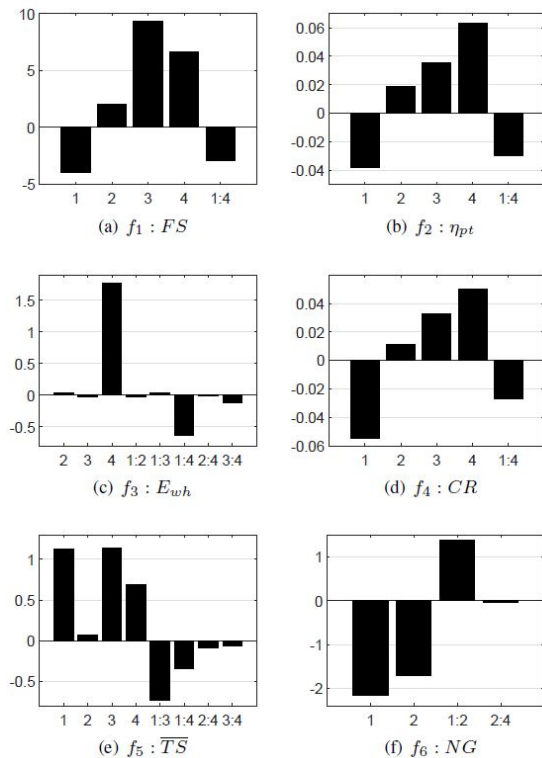 10
5
0
-5
1 2 3 4 1:4
(a) f₁ : FS
0.06
0.04
0.02
0
-0.02
-0.04
1 2 3 4 1:4
(b) f₂ : ηₚₜ
1.5
1
0.5
0
-0.5
2 3 4 1:2 1:3 1:4 2:4 3:4
(c) f₃ : E_wh
0.04
0.02
0
-0.02
-0.04
-0.06
1 2 3 4 1:4
(d) f₄ : CR
1
0.5
0
-0.5
1 2 3 4 1:3 1:4 2:4 3:4
(e) f₅ : T̅S̅
1
0
-1
-2
1 2 1:2 2:4
(f) f₆ : NG